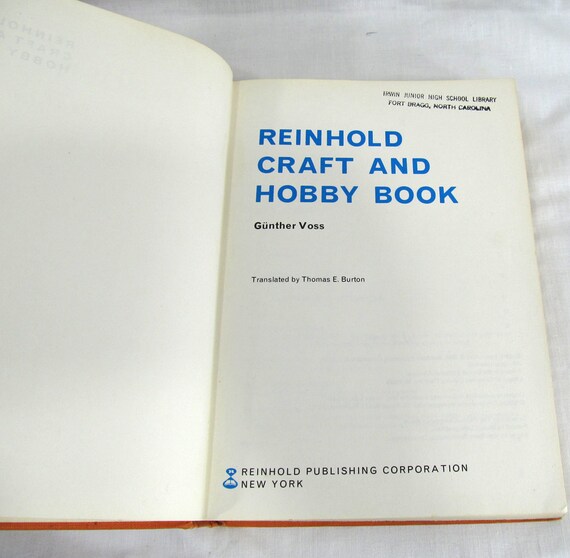 IRWIN JUNIOR NIGH SCHOOL LIBRARY
FORT BRAGG, NORTH CAROLINA
REINHOLD
CRAFT AND
HOBBY BOOK
Günther Voss
Translated by Thomas E. Burton
REINHOLD PUBLISHING CORPORATION
NEW YORK